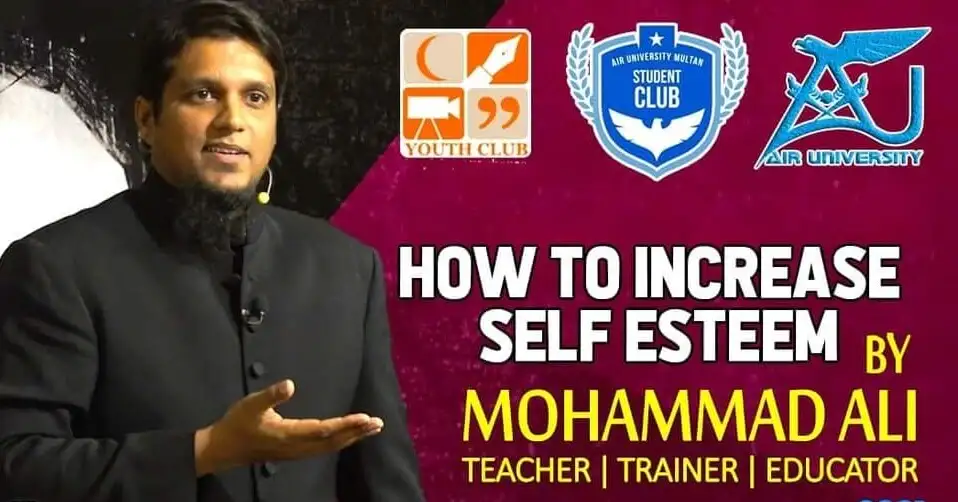 YOUTH CLUB
AIR UNIVERSITY MULTAN
STUDENT
CLUB
AIR UNIVERSITY
HOW TO INCREASE
SELF ESTEEM
BY
MOHAMMAD ALI
TEACHER | TRAINER | EDUCATOR